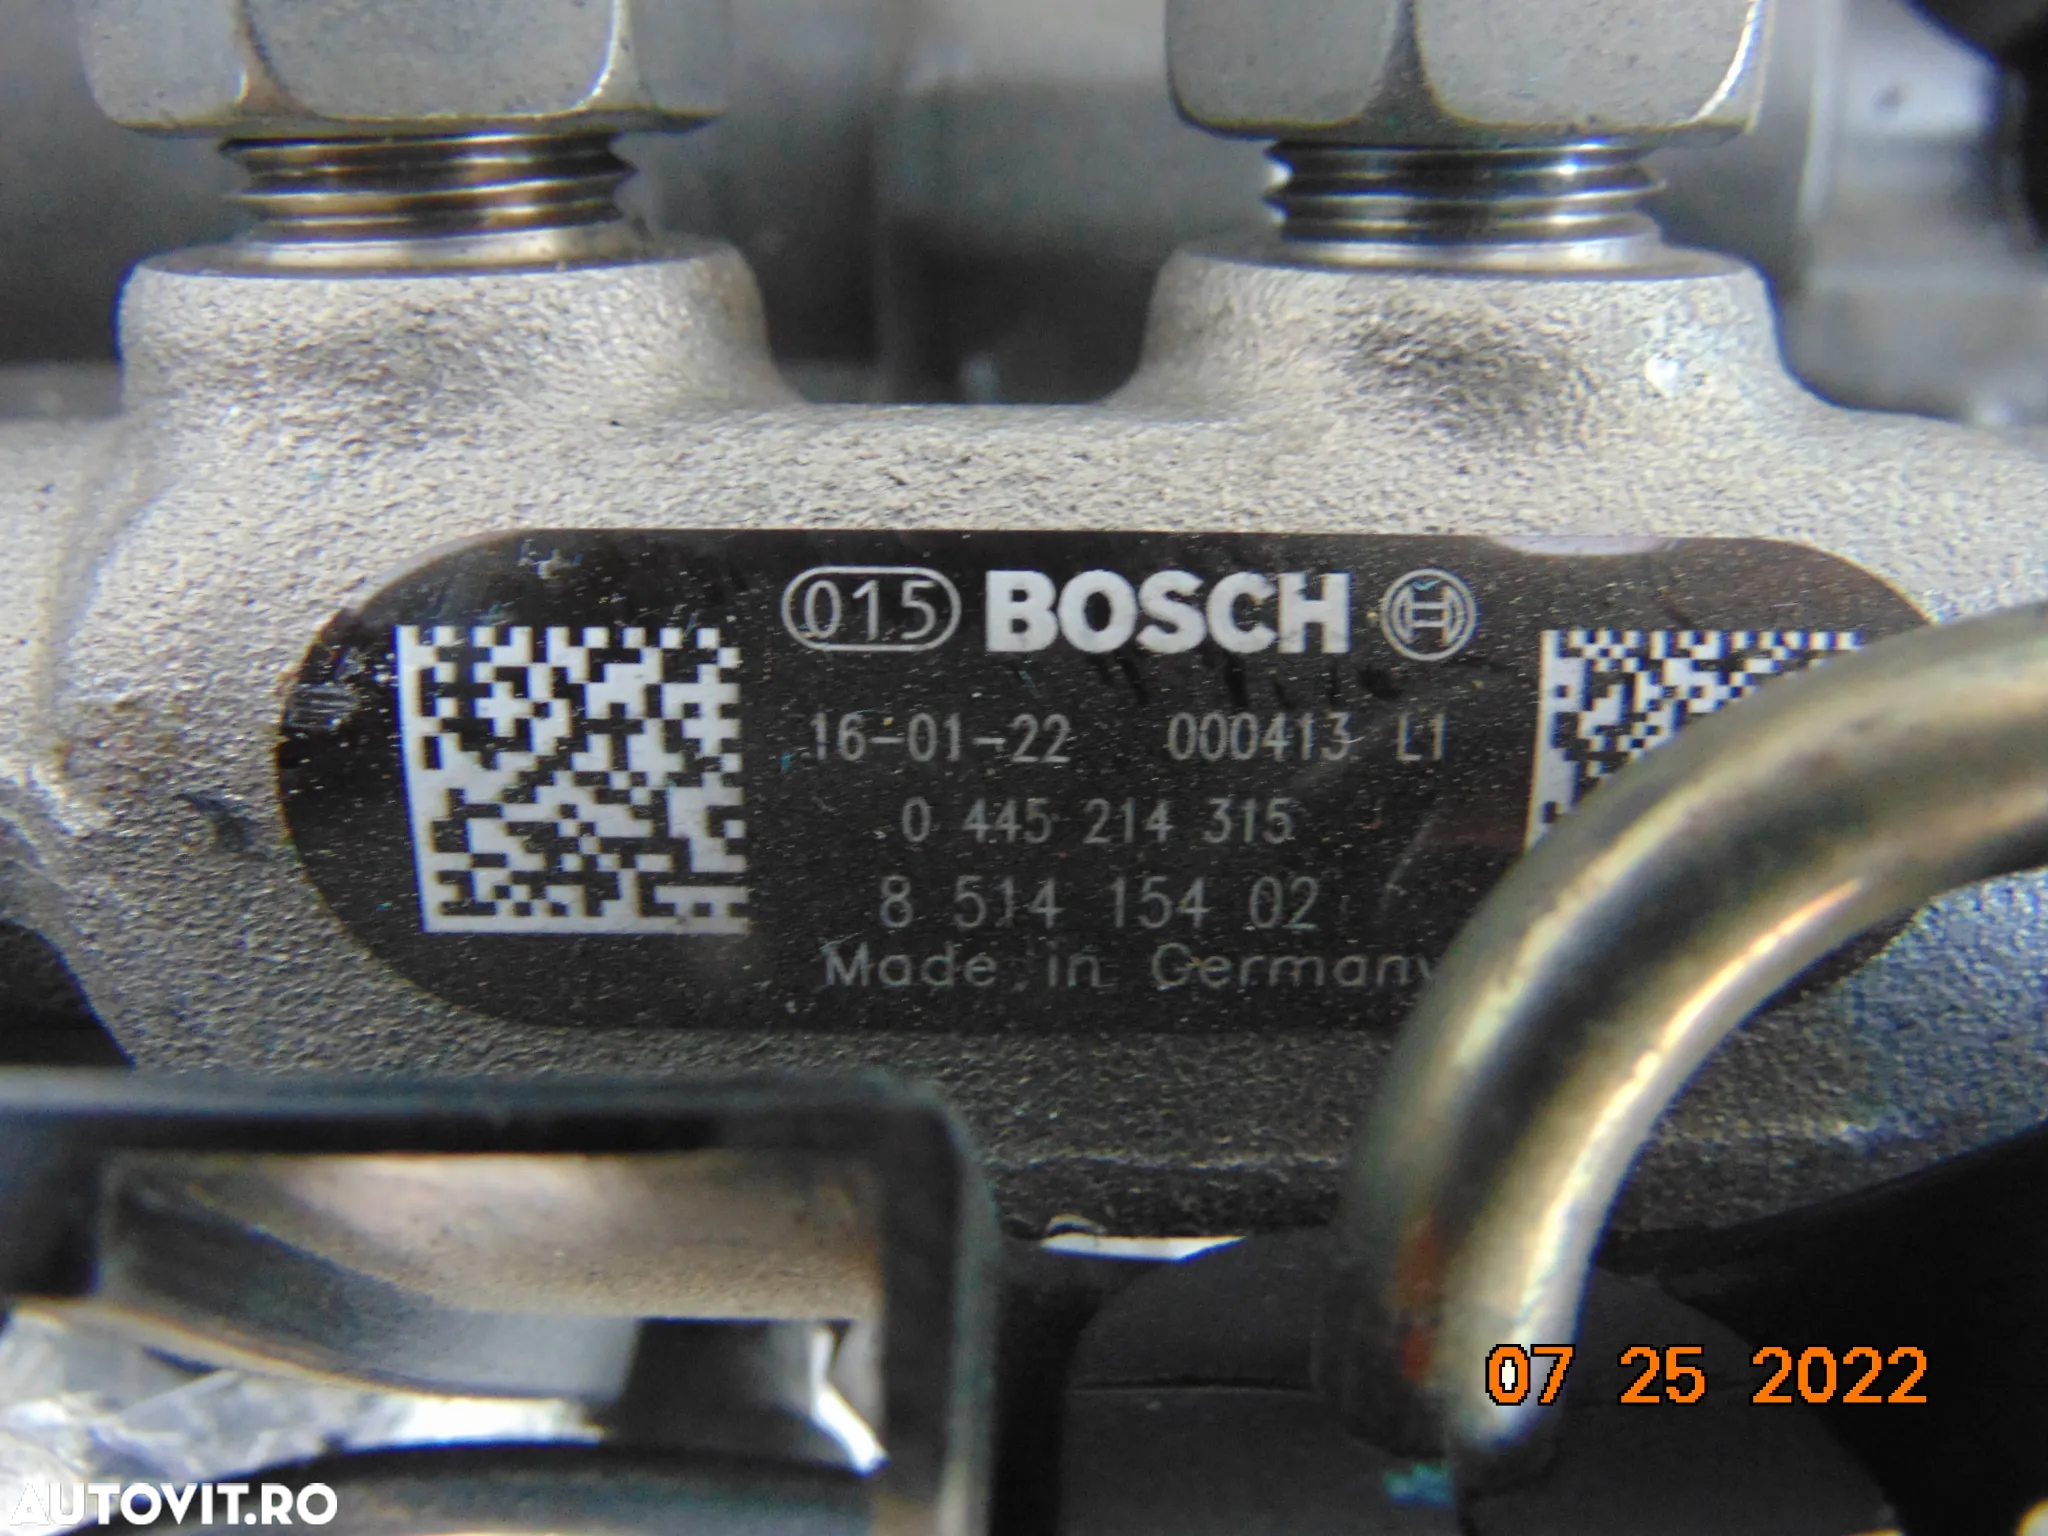 015 BOSCH
16-01-22 000413 L1
0 445 214 315
8 514 154 02
Made in Germany
07 25 2022
AUTOVIT.RO